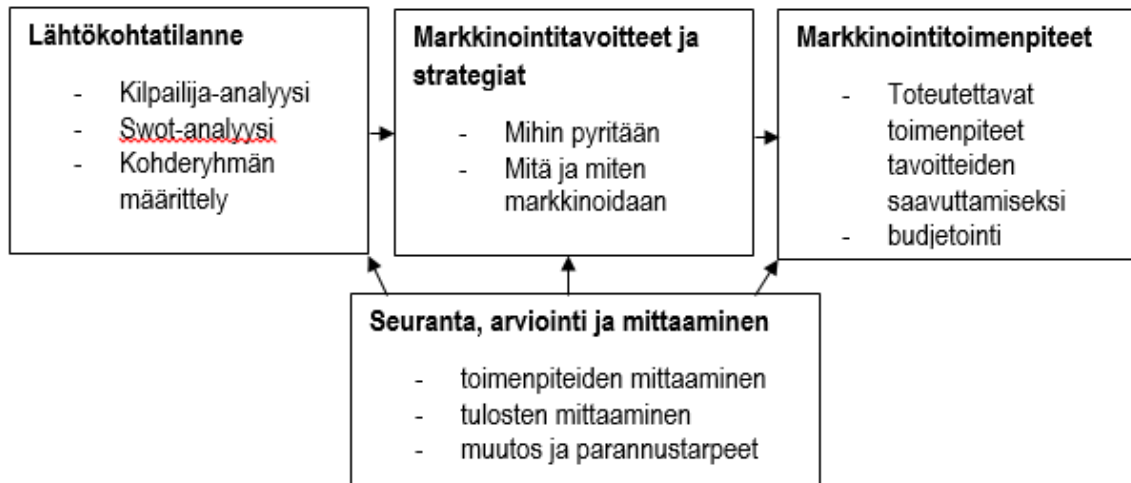 Lähtökohtatilanne
- Kilpailija-analyysi
- Swot-analyysi
- Kohderyhmän
määrittely
Markkinointitavoitteet ja
strategiat
- Mihin pyritään
- Mitä ja miten
markkinoidaan
Markkinointitoimenpiteet
- Toteutettavat
toimenpiteet
tavoitteiden
saavuttamiseksi
- budjetointi
Seuranta, arviointi ja mittaaminen
- toimenpiteiden mittaaminen
- tulosten mittaaminen
- muutos ja parannustarpeet